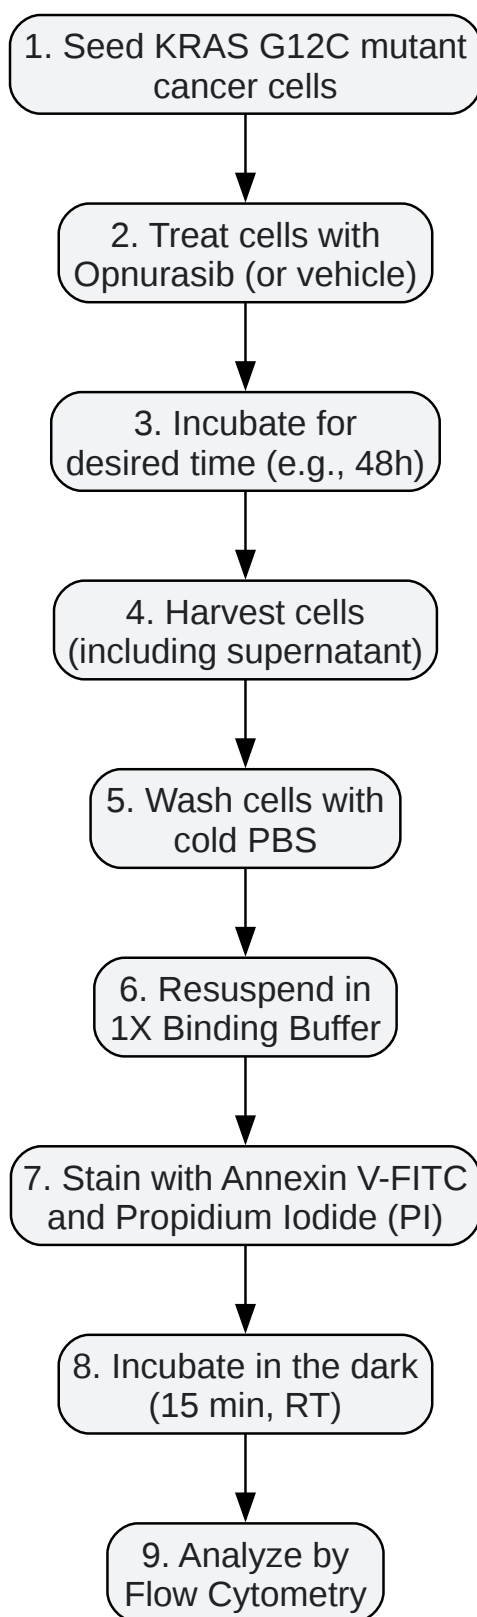 1. Seed KRAS G12C mutant
cancer cells
2. Treat cells with
Opnurasib (or vehicle)
3. Incubate for
desired time (e.g., 48h)
4. Harvest cells
(including supernatant)
5. Wash cells with
cold PBS
6. Resuspend in
1X Binding Buffer
7. Stain with Annexin V-FITC
and Propidium Iodide (PI)
8. Incubate in the dark
(15 min, RT)
9. Analyze by
Flow Cytometry